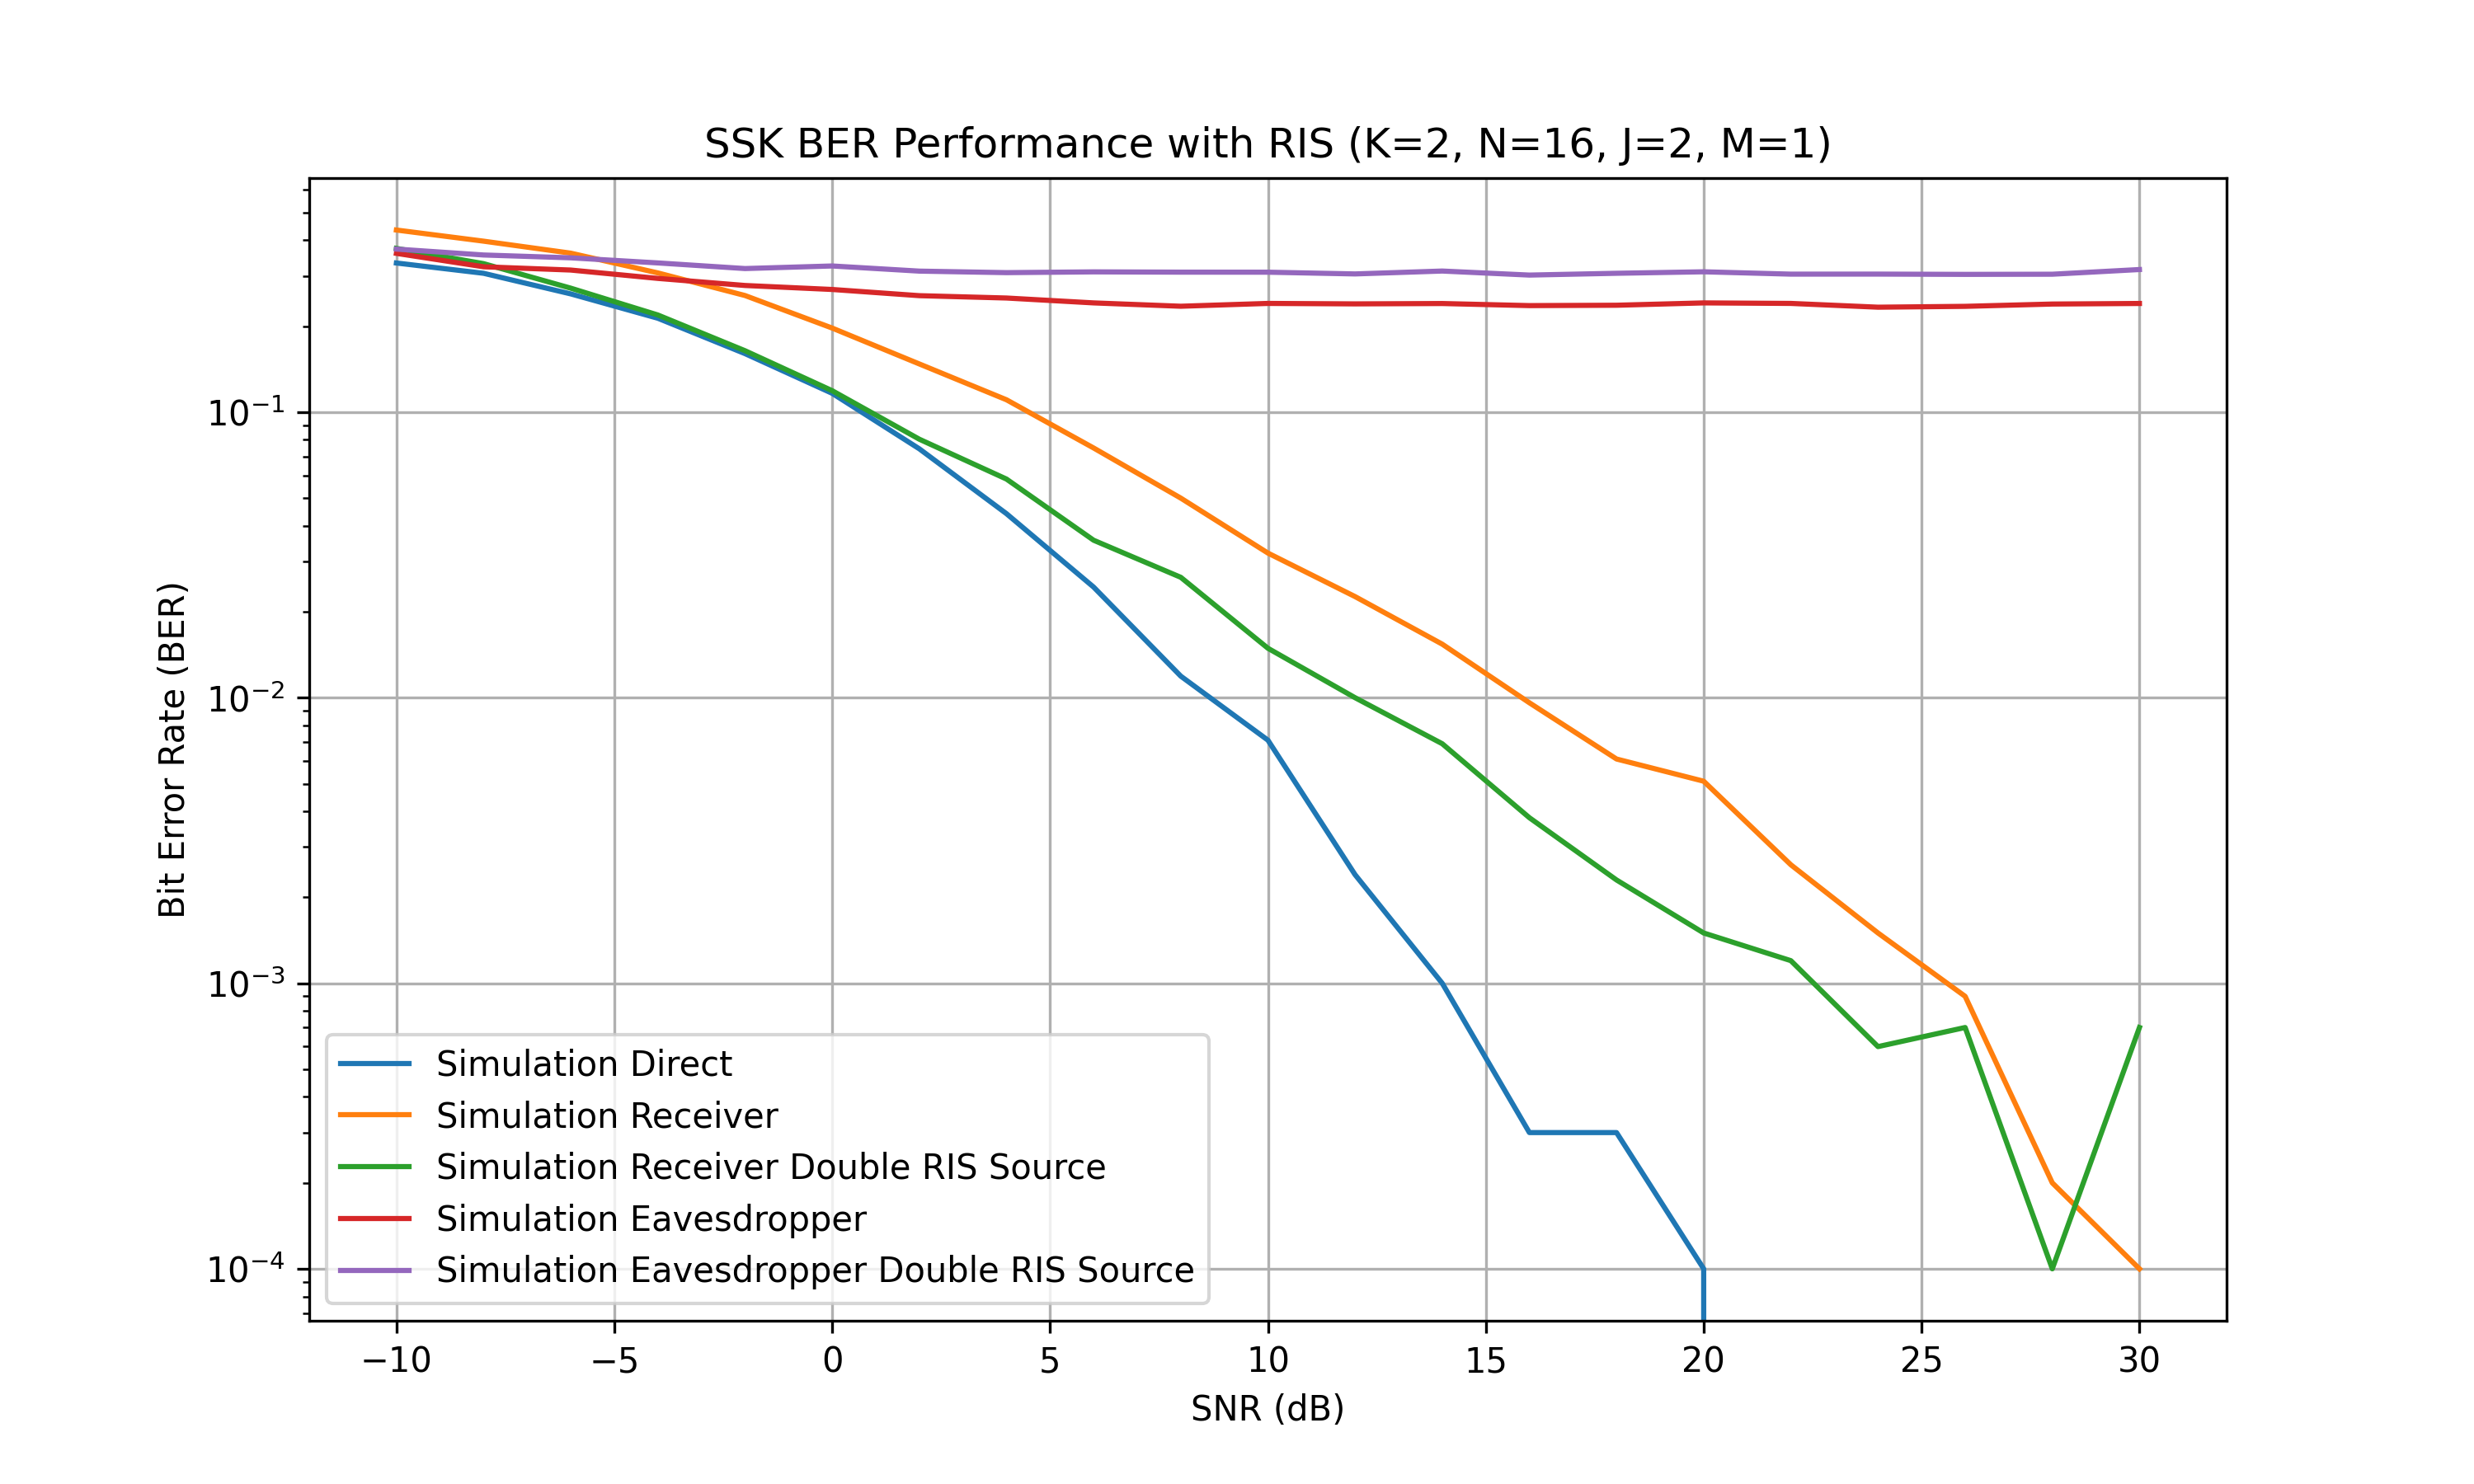 SSK BER Performance with RIS (K=2, N=16, J=2, M=1)
Bit Error Rate (BER)
10⁻¹
10⁻²
10⁻³
10⁻⁴
Simulation Direct
Simulation Receiver
Simulation Receiver Double RIS Source
Simulation Eavesdropper
Simulation Eavesdropper Double RIS Source
−10 −5 0 5 10 15 20 25 30
SNR (dB)